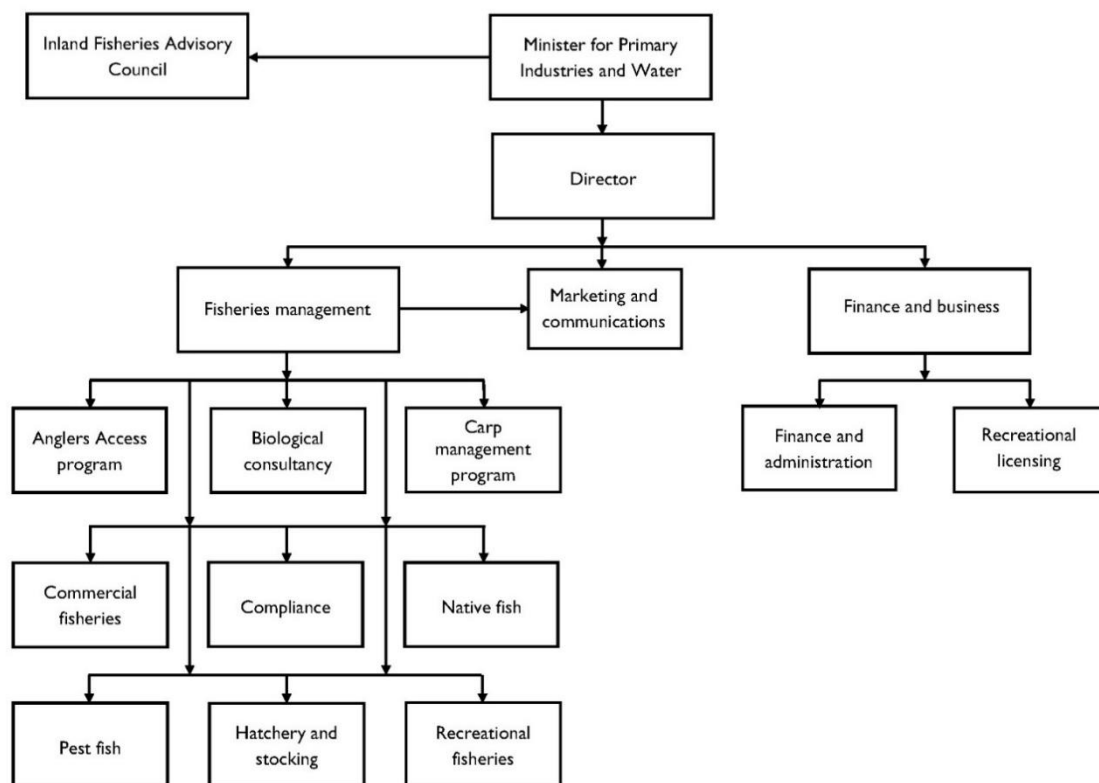 Inland Fisheries Advisory
Council
Minister for Primary
Industries and Water
Director
Fisheries management
Marketing and
communications
Finance and business
Anglers Access
program
Biological
consultancy
Carp
management
program
Finance and
administration
Recreational
licensing
Commercial
fisheries
Compliance
Native fish
Pest fish
Hatchery and
stocking
Recreational
fisheries